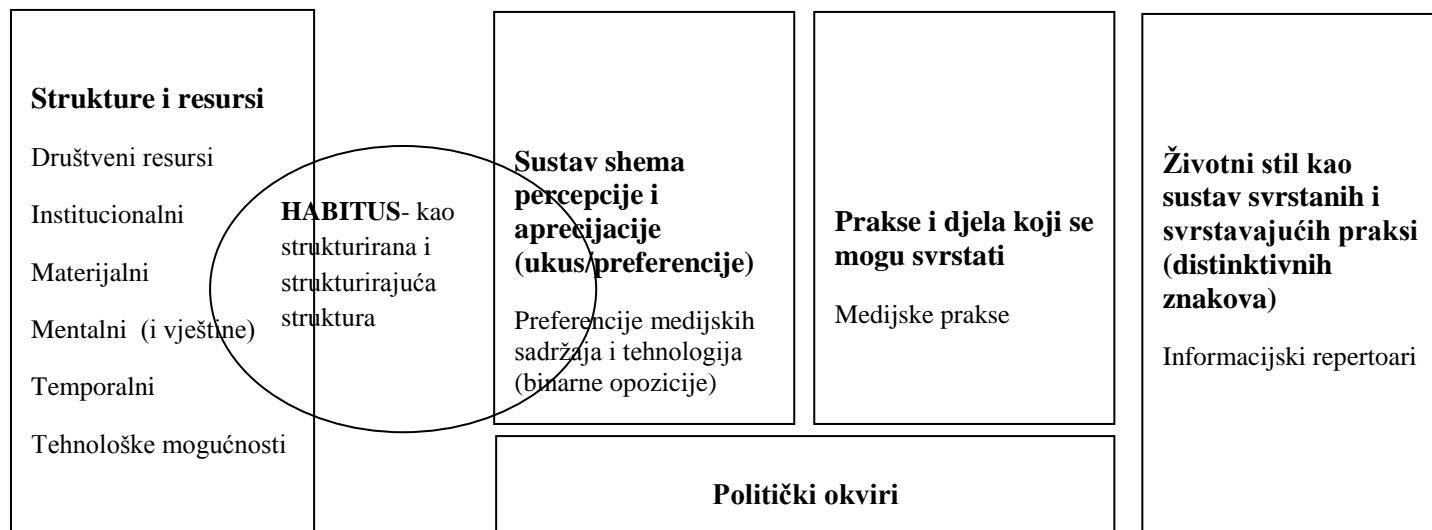 Strukture i resursi
Društveni resursi
Institucionalni
Materijalni
Mentalni (i vještine)
Temporalni
Tehnološke mogućnosti
HABITUS- kao
strukturirana i
strukturirajuća
struktura
Sustav shema
percepcije i
aprecijacije
(ukus/preferencije)
Preferencije medijskih
sadržaja i tehnologija
(binarne opozicije)
Prakse i djela koji se
mogu svrstati
Medijske prakse
Životni stil kao
sustav svrstanih i
svrstavajućih praksi
(distinktivnih
znakova)
Informacijski repertoari
Politički okviri